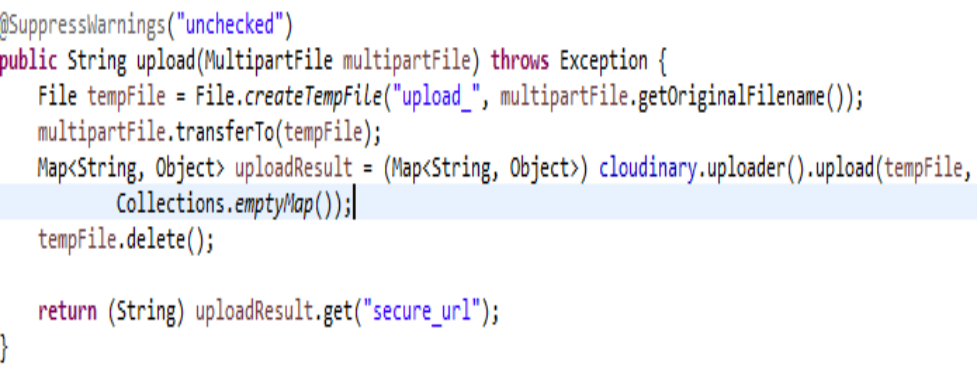 @SuppressWarnings("unchecked")
public String upload(MultipartFile multipartFile) throws Exception {
    File tempFile = File.createTempFile("upload_", multipartFile.getOriginalFilename());
    multipartFile.transferTo(tempFile);
    Map<String, Object> uploadResult = (Map<String, Object>) cloudinary.uploader().upload(tempFile,
            Collections.emptyMap());
    tempFile.delete();

    return (String) uploadResult.get("secure_url");
}